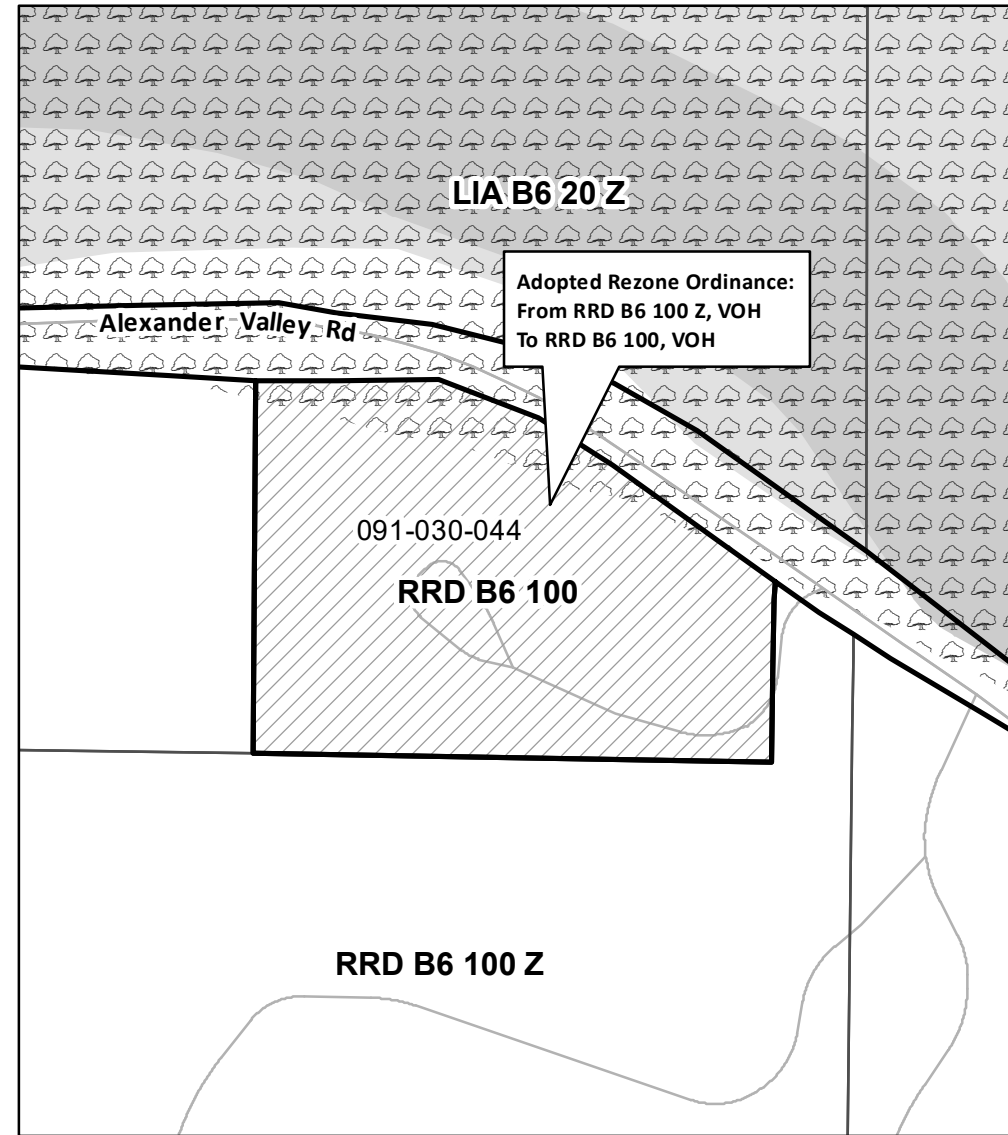 LIA B6 20 Z
Adopted Rezone Ordinance:
From RRD B6 100 Z, VOH
To RRD B6 100, VOH
Alexander Valley Rd
091-030-044
RRD B6 100
RRD B6 100 Z